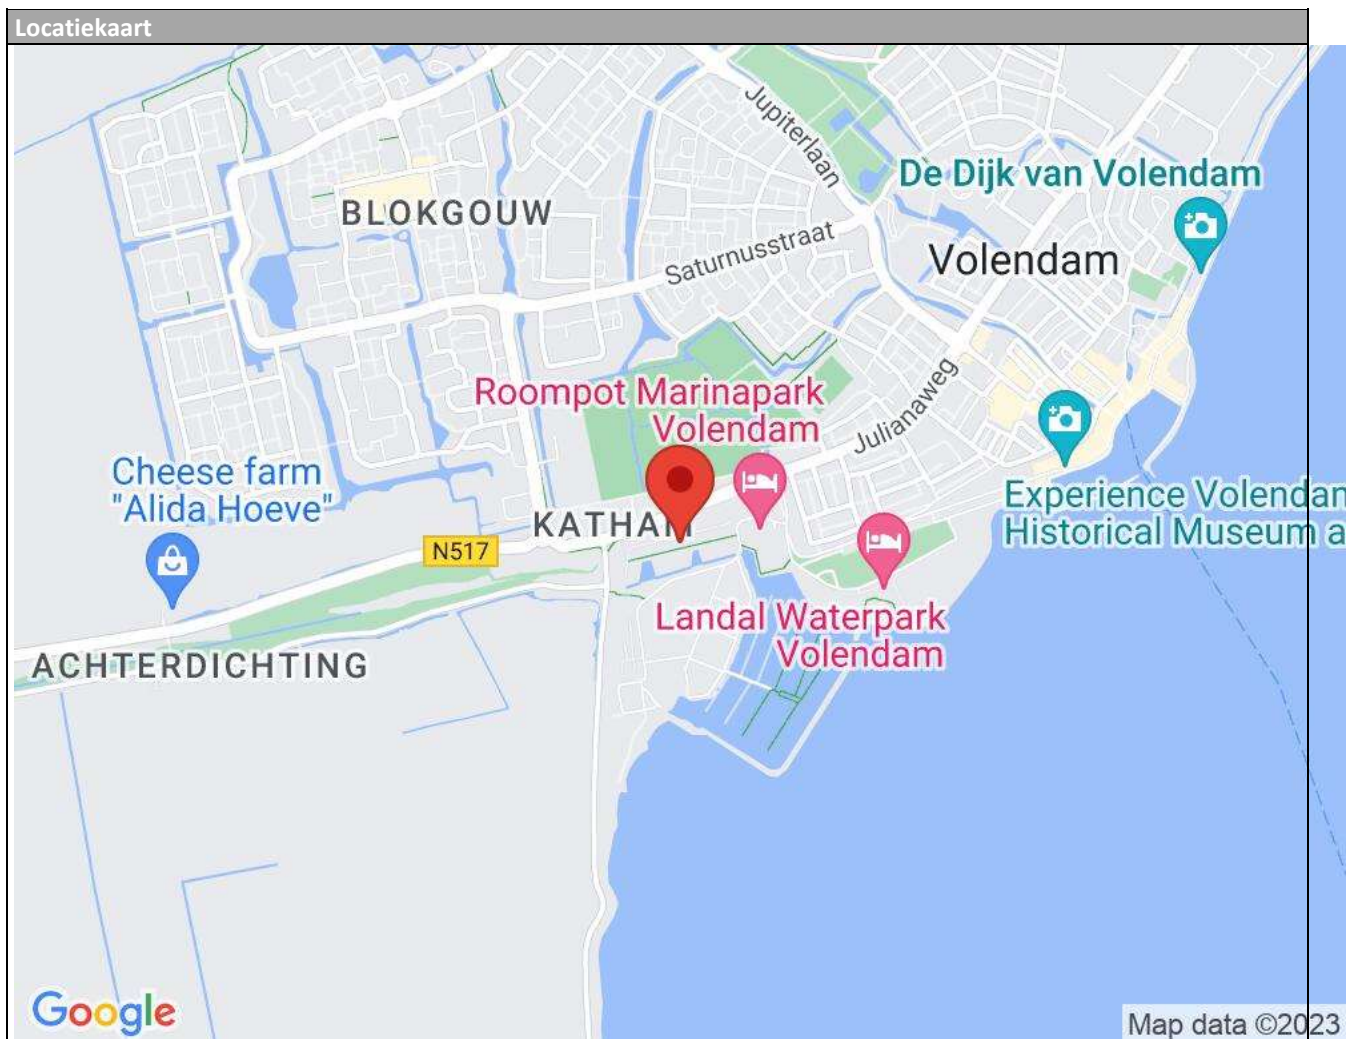 Locatiekaart
Jupiterlaan
De Dijk van Volendam
BLOKGOUW
Saturnusstraat
Volendam
Roompot Marinapark
Volendam
Julianaweg
Cheese farm
"Alida Hoeve"
Experience Volendam
Historical Museum a
KATHAM
N517
Landal Waterpark
Volendam
ACHTERDICHTING
Google
Map data ©2023